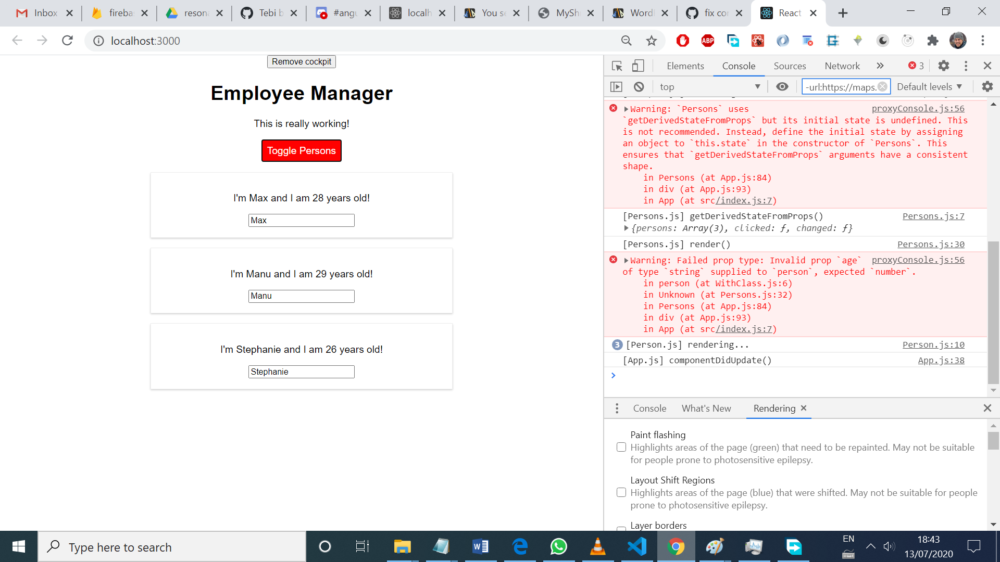 Inbox
fireba
resona
Tebi b
#angu
localh
You se
MySh
Word
fix co
React
localhost:3000
ABP
Remove cockpit
Employee Manager
This is really working!
Toggle Persons
I'm Max and I am 28 years old!
Max
I'm Manu and I am 29 years old!
Manu
I'm Stephanie and I am 26 years old!
Stephanie
Elements Console Sources Network 3
top -url:https://maps. Default levels
Warning: `Persons` uses proxyConsole.js:56
`getDerivedStateFromProps` but its initial state is undefined. This
is not recommended. Instead, define the initial state by assigning
an object to `this.state` in the constructor of `Persons`. This
ensures that `getDerivedStateFromProps` arguments have a consistent
shape.
in Persons (at App.js:84)
in div (at App.js:93)
in App (at src/index.js:7)
[Persons.js] getDerivedStateFromProps() Persons.js:7
{persons: Array(3), clicked: ƒ, changed: ƒ}
[Persons.js] render() Persons.js:30
Warning: Failed prop type: Invalid prop `age` proxyConsole.js:56
of type `string` supplied to `person`, expected `number`.
in person (at WithClass.js:6)
in Unknown (at Persons.js:32)
in Persons (at App.js:84)
in div (at App.js:93)
in App (at src/index.js:7)
3 [Person.js] rendering... Person.js:10
[App.js] componentDidUpdate() App.js:38
Console What's New Rendering
Paint flashing
Highlights areas of the page (green) that need to be repainted. May not be suitable
for people prone to photosensitive epilepsy.
Layout Shift Regions
Highlights areas of the page (blue) that were shifted. May not be suitable for people
prone to photosensitive epilepsy.
Layer borders
Type here to search
EN
18:43
13/07/2020